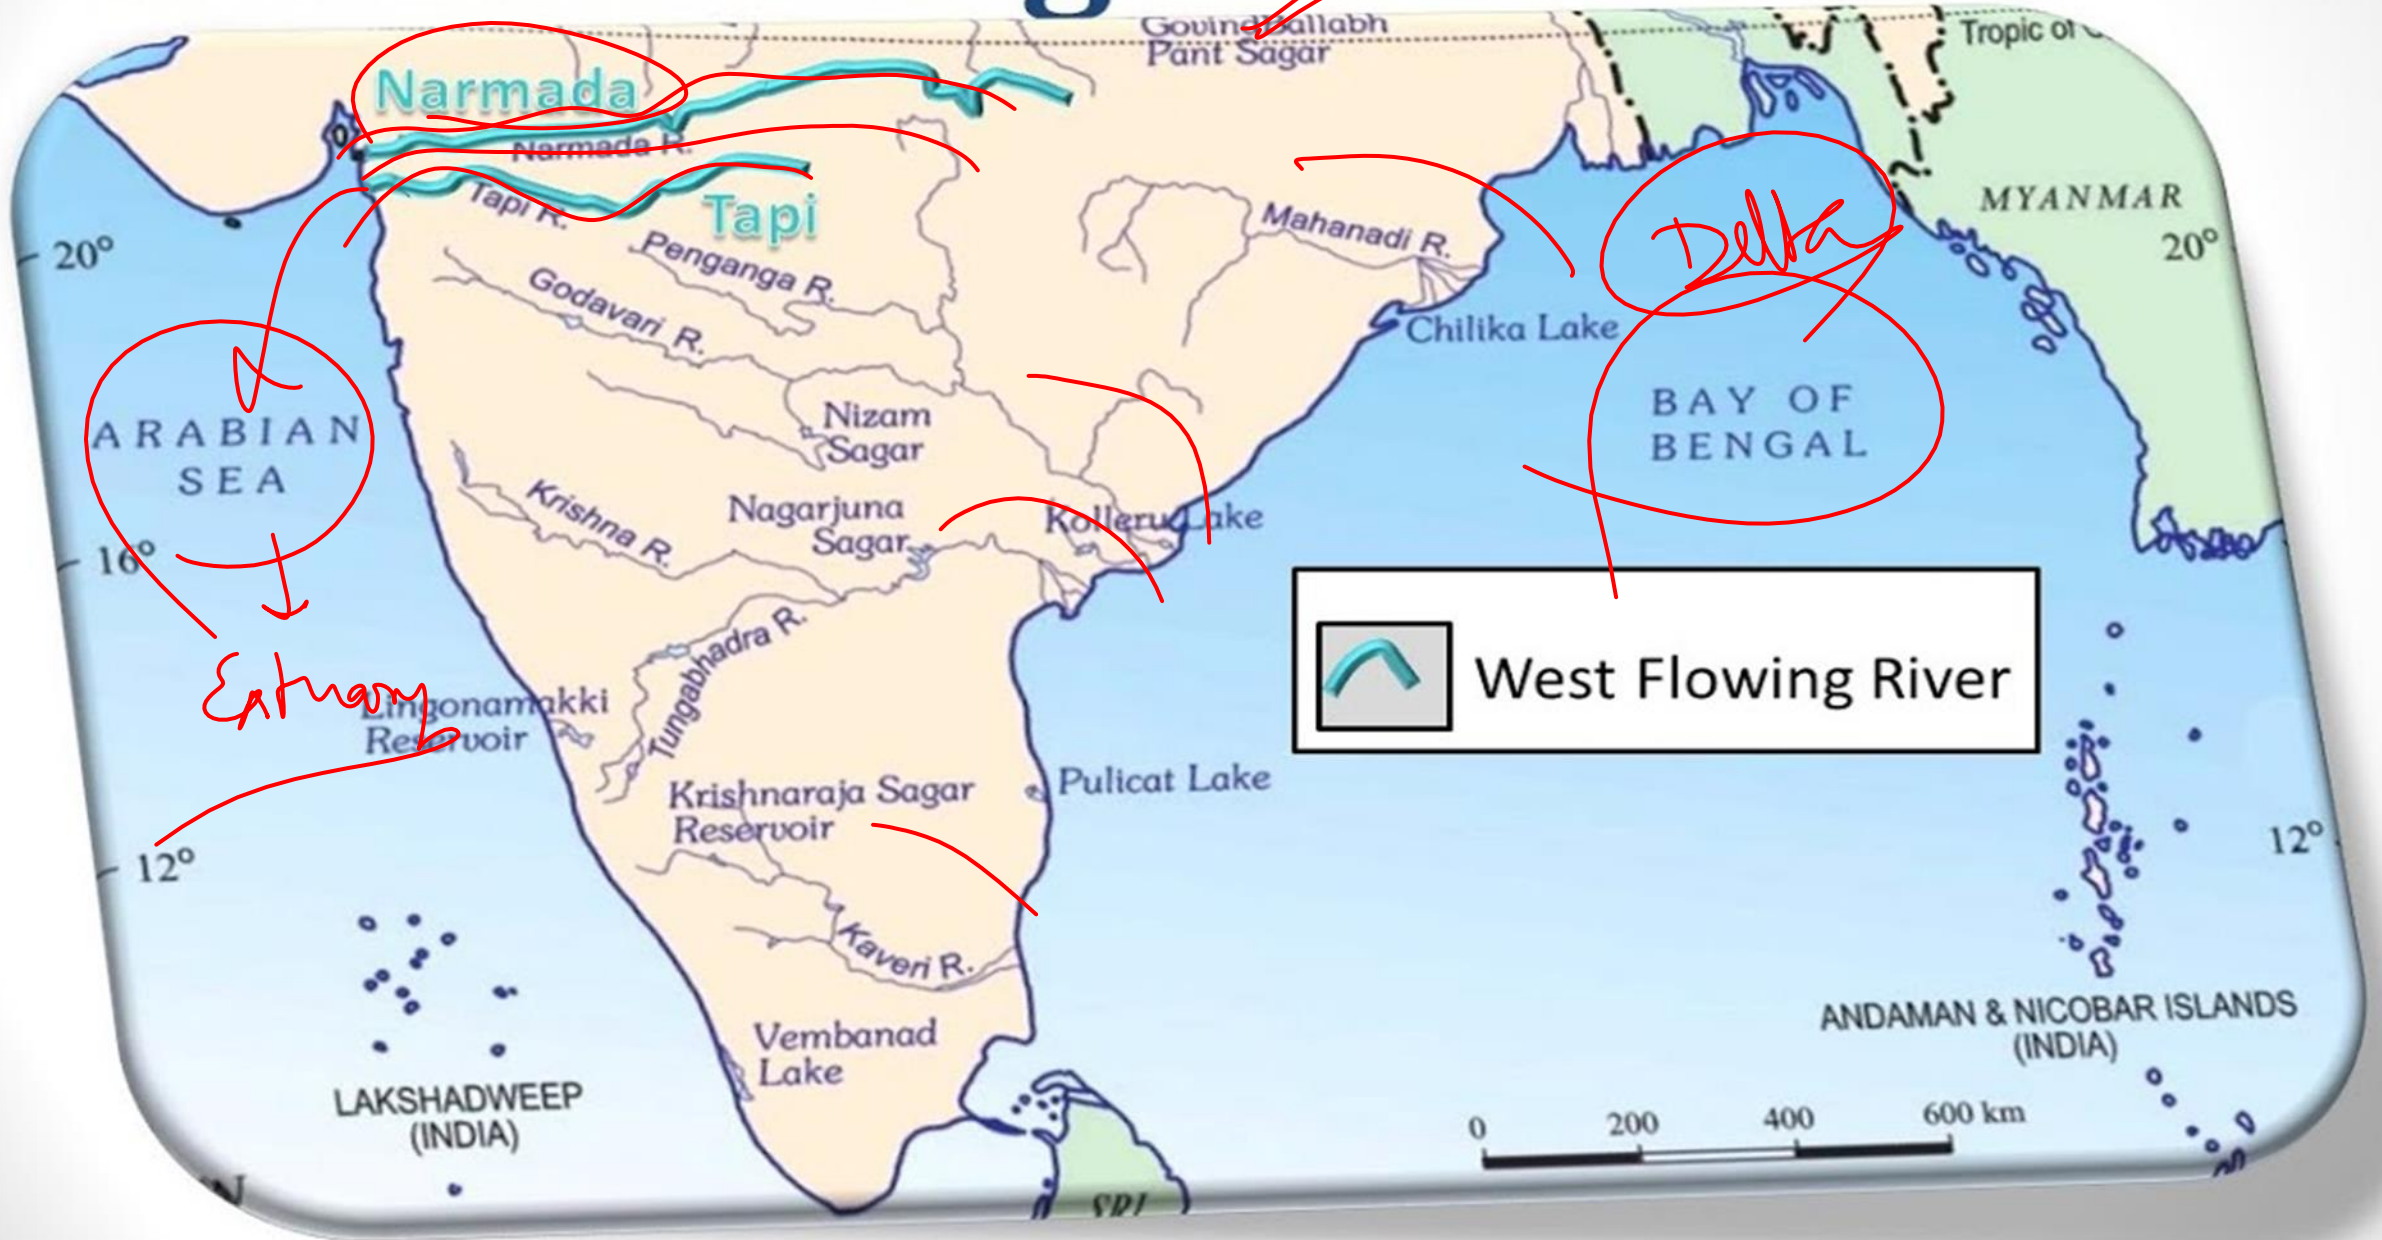 Govind Ballabh
Pant Sagar
Tropic of
Narmada
Narmada R.
Tapi R.
Tapi
Penganga R.
Godavari R.
Mahanadi R.
Delta
MYANMAR
20°
20°
Chilika Lake
ARABIAN
SEA
BAY OF
BENGAL
Nizam
Sagar
Krishna R.
Nagarjuna
Sagar
Kolleru Lake
16°
West Flowing River
Tungabhadra R.
Estuary
Lingonamakki
Reservoir
Krishnaraja Sagar
Reservoir
Pulicat Lake
12°
12°
Kaveri R.
Vembanad
Lake
LAKSHADWEEP
(INDIA)
ANDAMAN & NICOBAR ISLANDS
(INDIA)
0 200 400 600 km
SRI